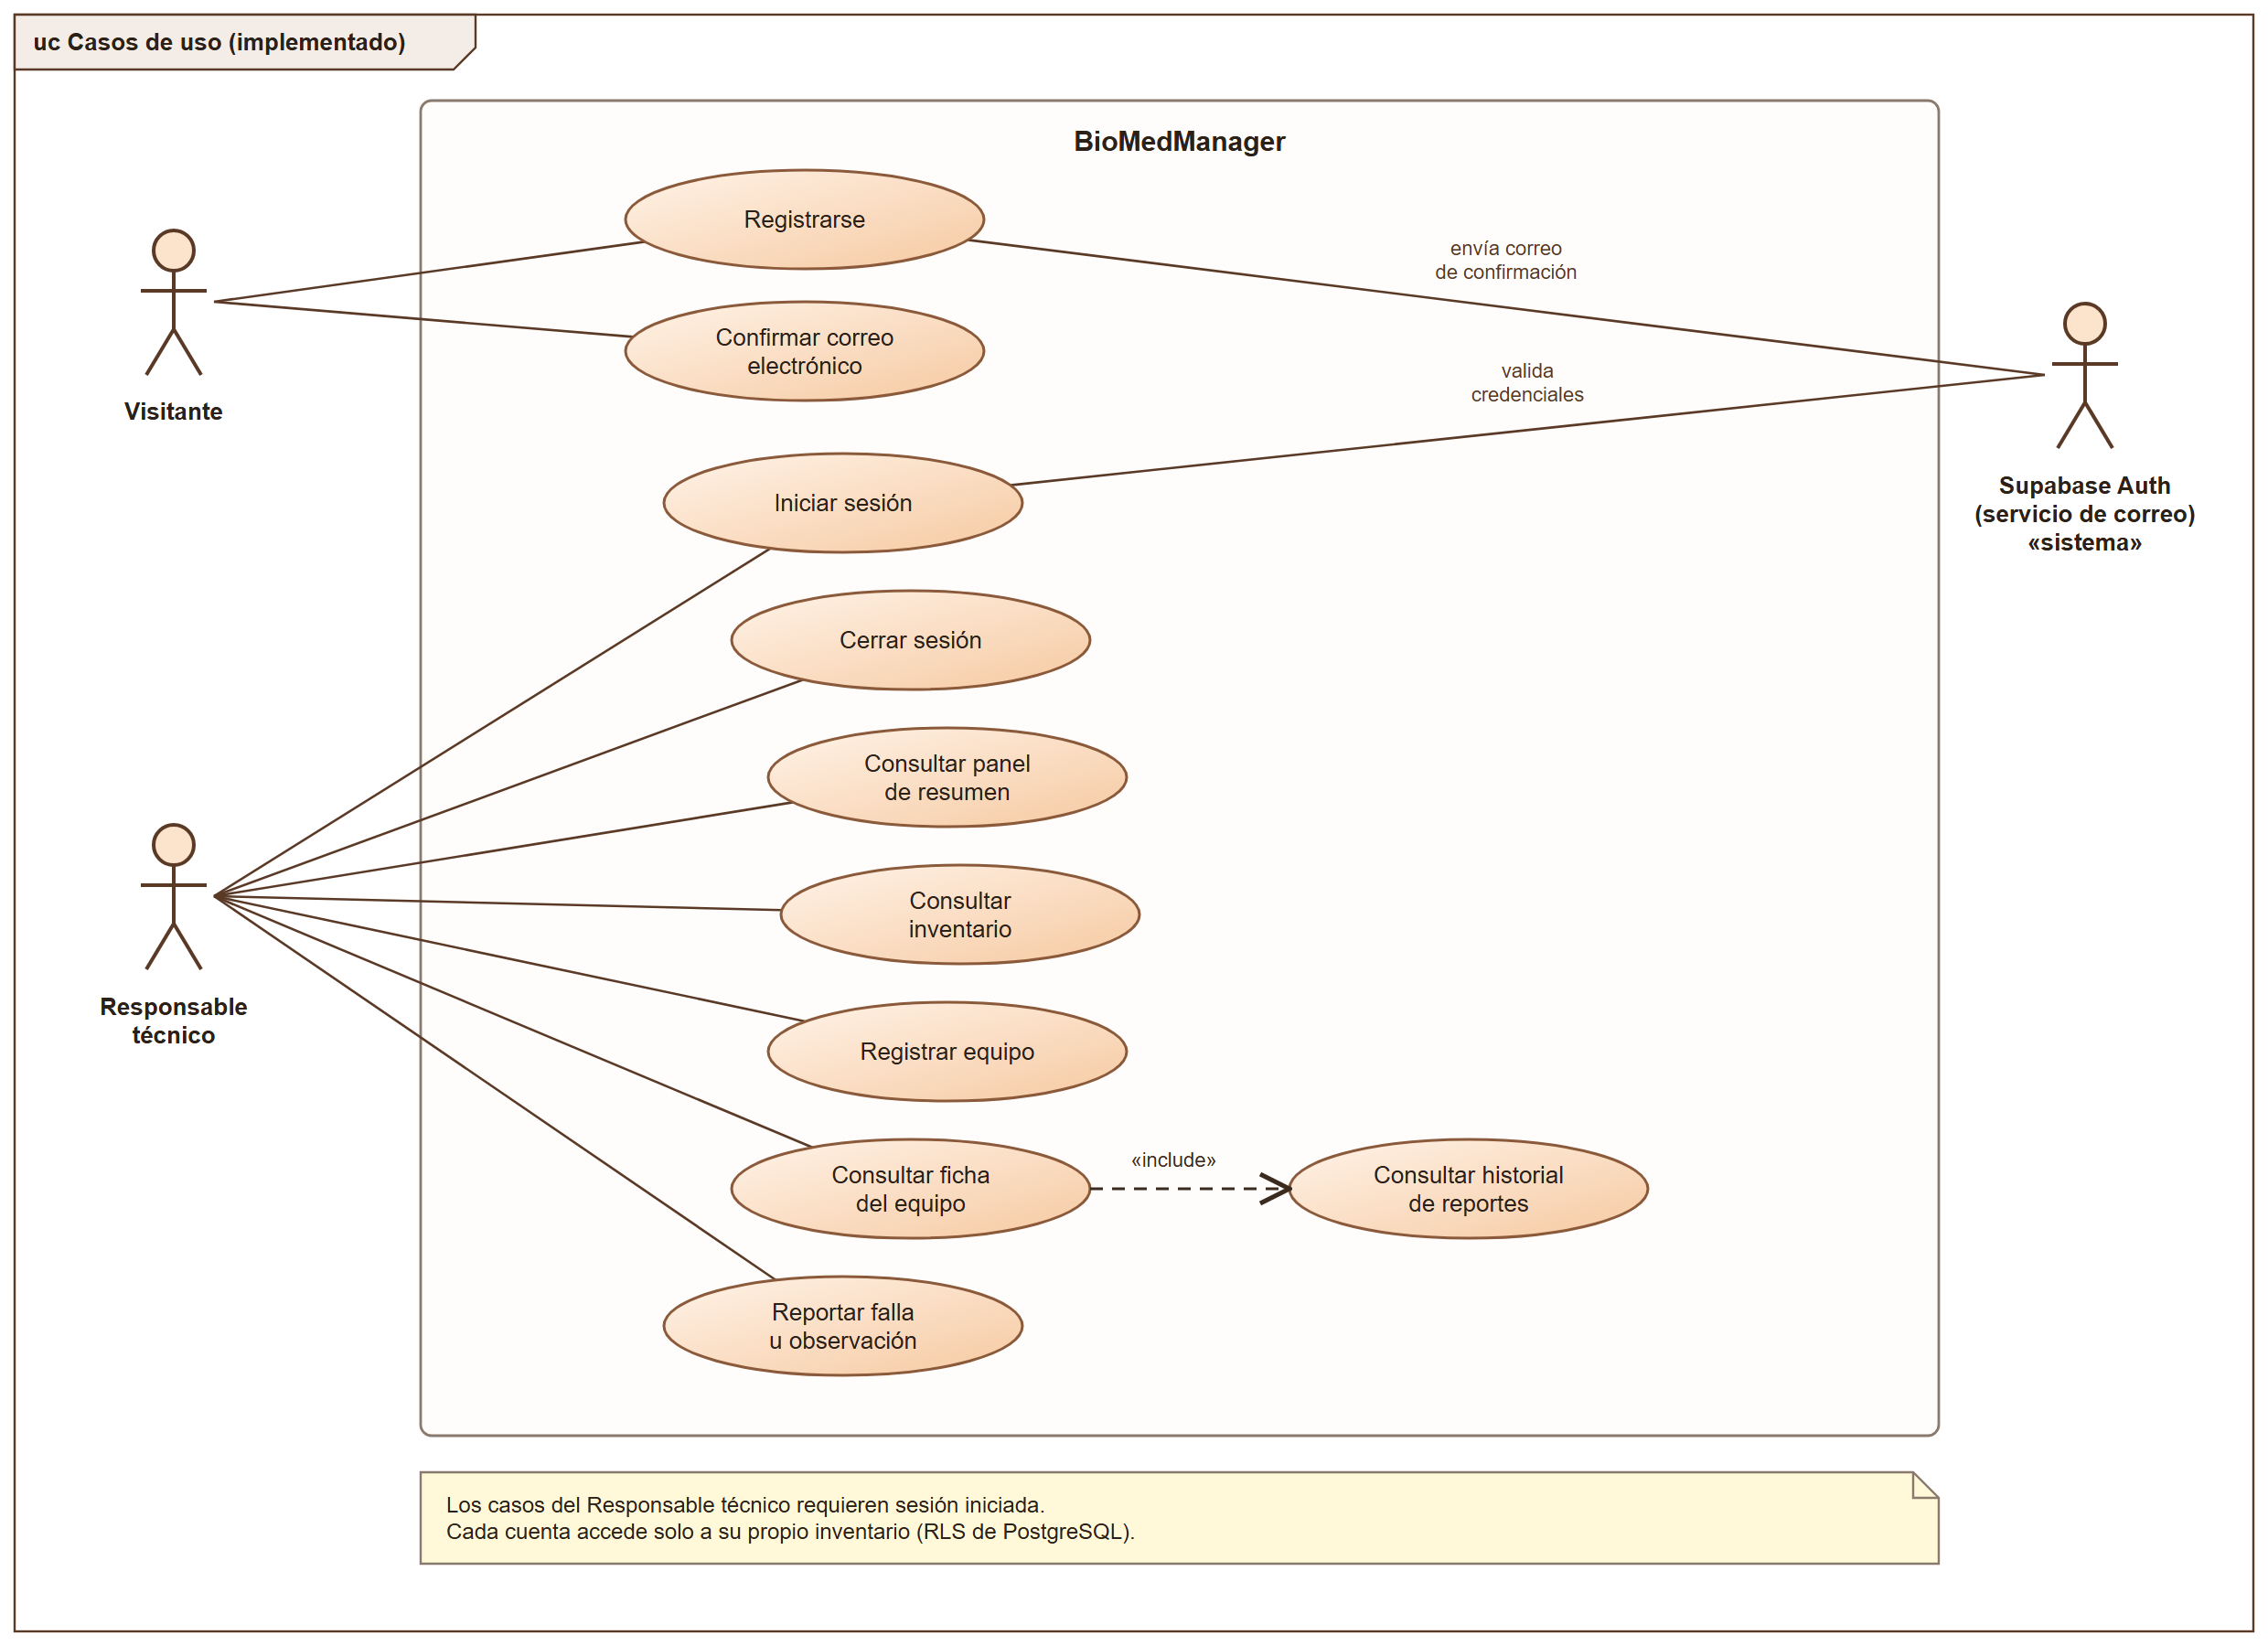 uc Casos de uso (implementado)
BioMedManager
Registrarse
envía correo
de confirmación
Confirmar correo
electrónico
Visitante
valida
credenciales
Iniciar sesión
Supabase Auth
(servicio de correo)
«sistema»
Cerrar sesión
Consultar panel
de resumen
Consultar
inventario
Responsable
técnico
Registrar equipo
Consultar ficha
del equipo
«include»
Consultar historial
de reportes
Reportar falla
u observación
Los casos del Responsable técnico requieren sesión iniciada.
Cada cuenta accede solo a su propio inventario (RLS de PostgreSQL).